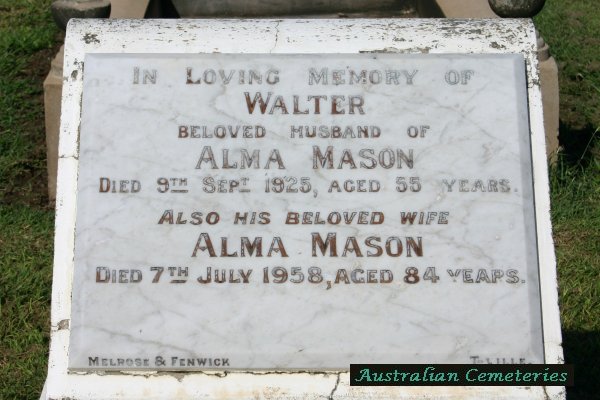 IN LOVING MEMORY OF
WALTER
BELOVED HUSBAND OF
ALMA MASON
DIED 9TH SEPT 1925, AGED 55 YEARS.
ALSO HIS BELOVED WIFE
ALMA MASON
DIED 7TH JULY 1958, AGED 84 YEARS.
MELROSE & FENWICK
Australian Cemeteries